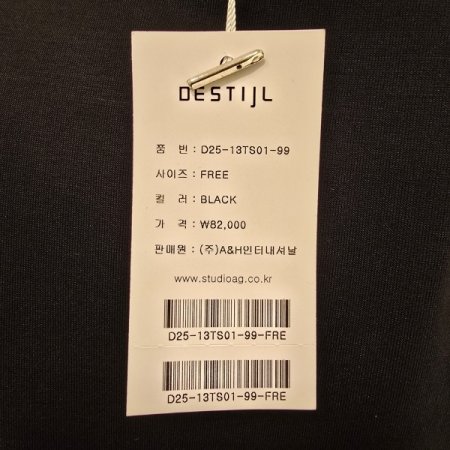 DESTIJL
품 번 : D25-13TS01-99
사이즈 : FREE
컬 러 : BLACK
가 격 : ₩82,000
판매원 : (주)A&H인터내셔날
www.studioag.co.kr
D25-13TS01-99-FRE
D25-13TS01-99-FRE